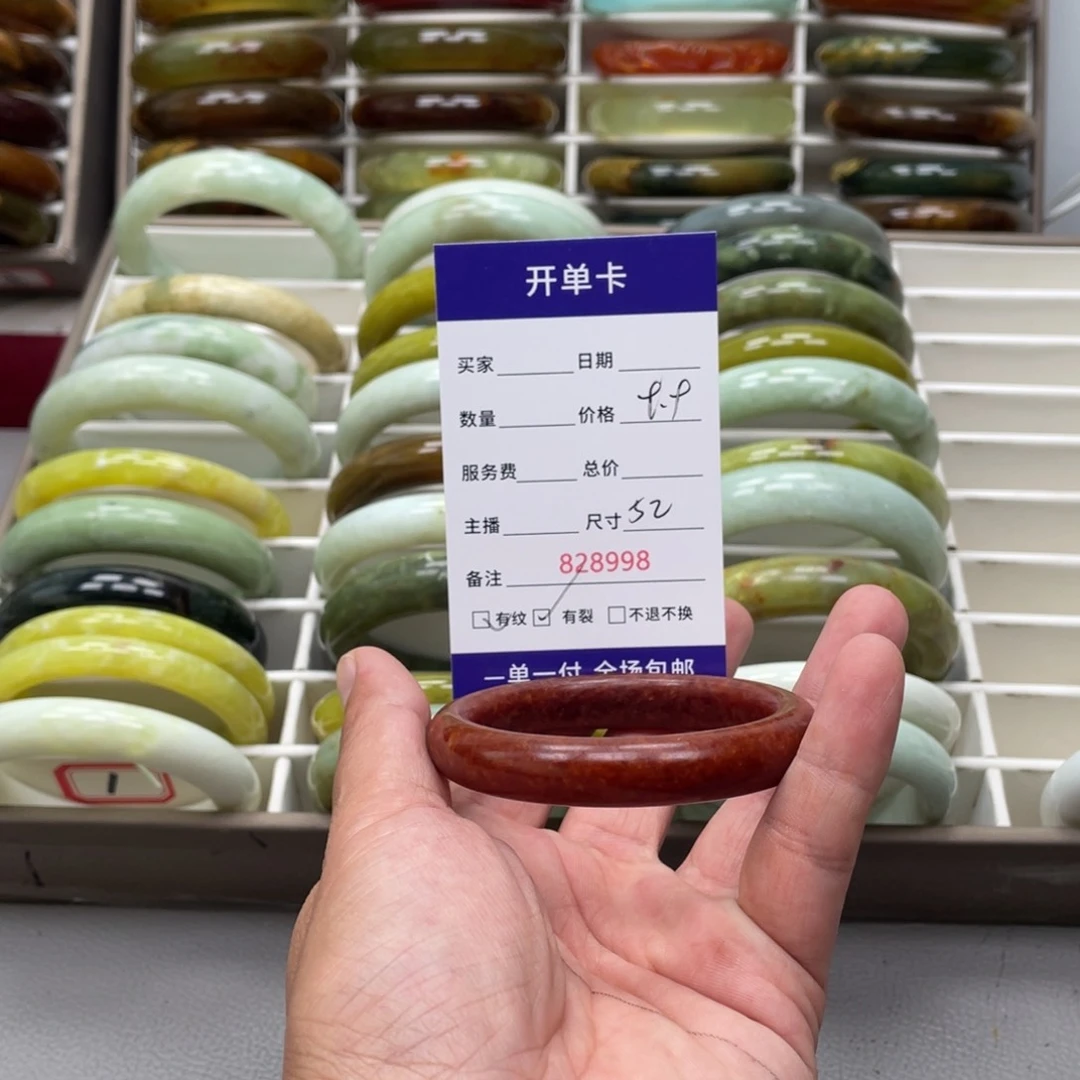 开单卡
买家 日期
数量 价格 9.9
服务费 总价
主播 尺寸 52
828998
备注
有纹 有裂 不退不换
一单一付 全场包邮
1